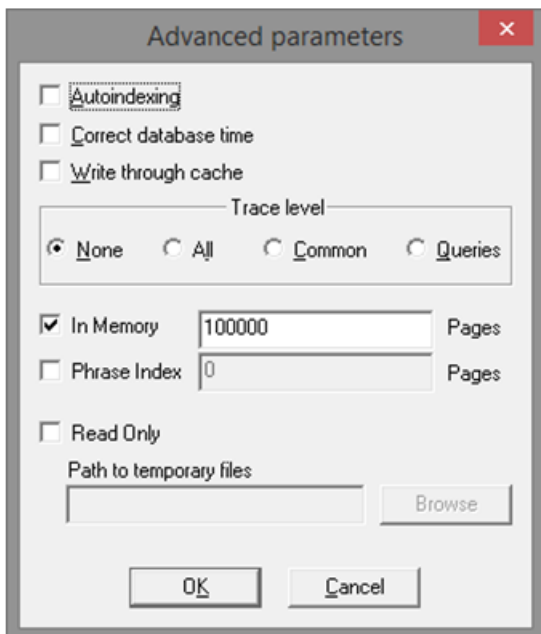 Advanced parameters
Autoindexing
Correct database time
Write through cache
Trace level
None All Common Queries
In Memory 100000 Pages
Phrase Index 0 Pages
Read Only
Path to temporary files
Browse
OK Cancel